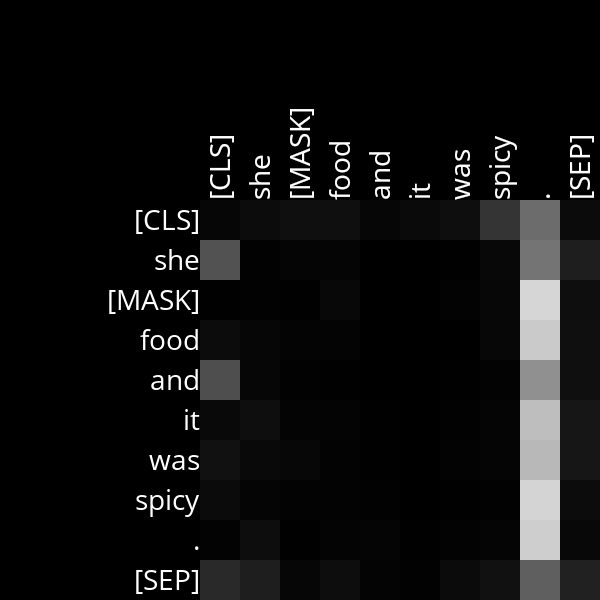 [CLS] she [MASK] food and it was spicy . [SEP]
[CLS]
she
[MASK]
food
and
it
was
spicy
.
[SEP]